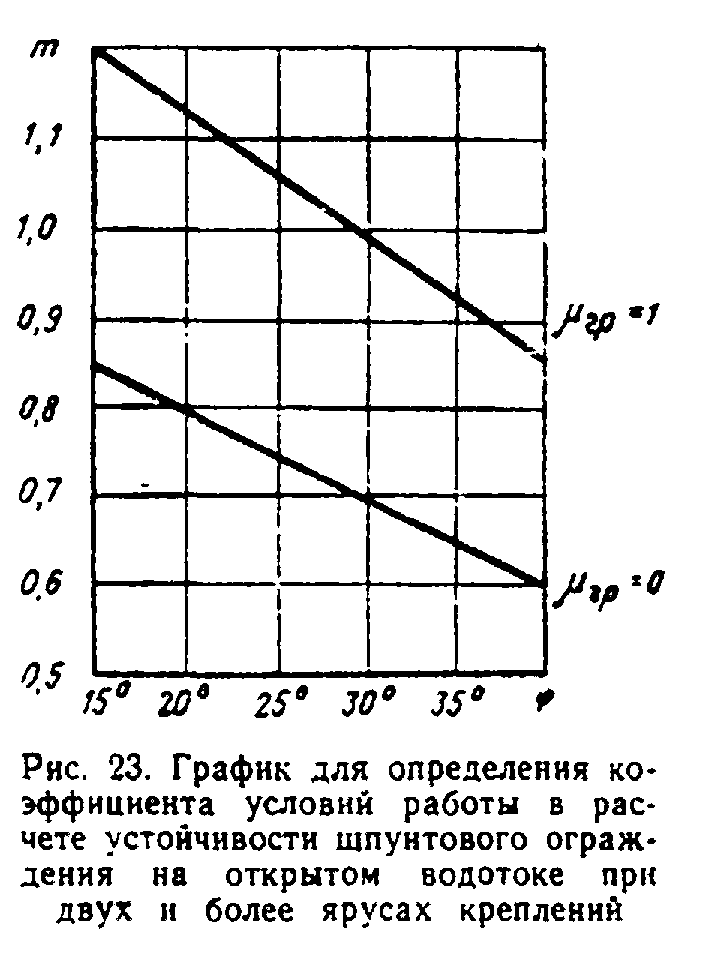 m
1,1
1,0
0,9
μгр=1
0,8
0,7
0,6
μгр=0
0,5
15° 20° 25° 30° 35° φ
Рис. 23. График для определения ко-
эффициента условий работы в рас-
чете устойчивости шпунтового ограж-
дения на открытом водотоке при
двух и более ярусах креплений